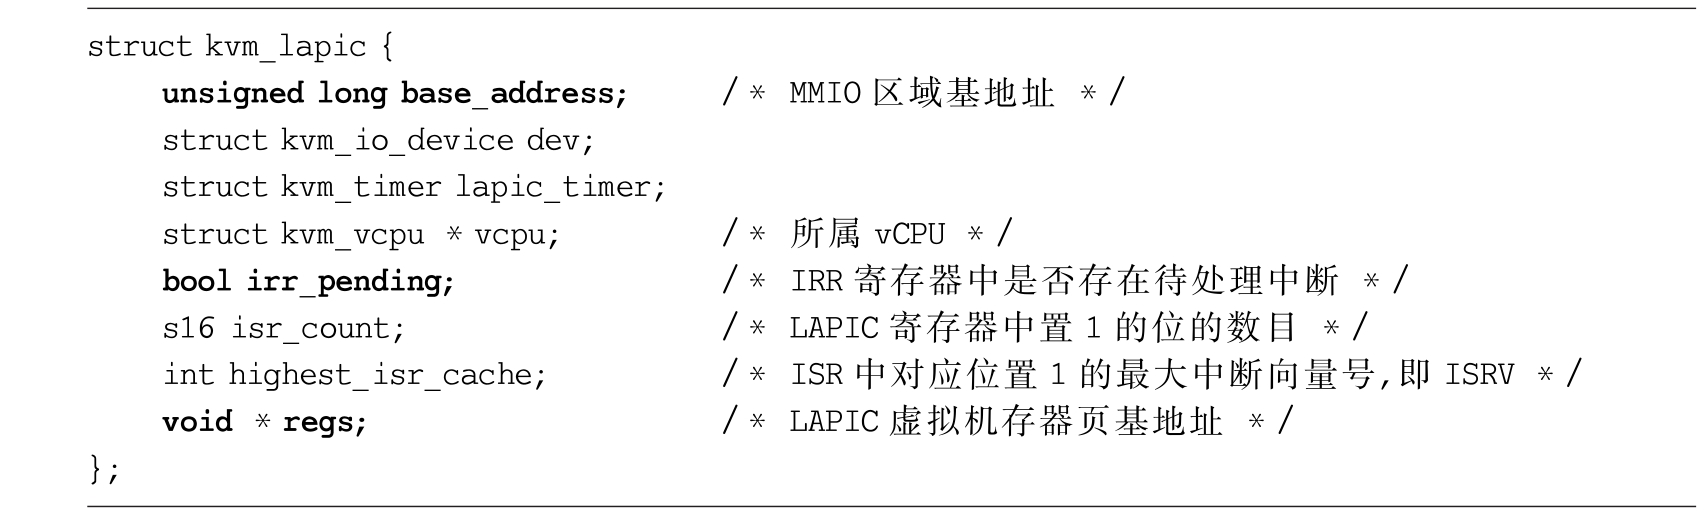 struct kvm_lapic {
unsigned long base_address; /* MMIO 区域基地址 */
struct kvm_io_device dev;
struct kvm_timer lapic_timer;
struct kvm_vcpu *vcpu; /* 所属 vCPU */
bool irr_pending; /* IRR 寄存器中是否存在待处理中断 */
s16 isr_count; /* LAPIC 寄存器中置 1 的位的数目 */
int highest_isr_cache; /* ISR 中对应位置 1 的最大中断向量号,即 ISRV */
void *regs; /* LAPIC 虚拟机存器页基地址 */
};